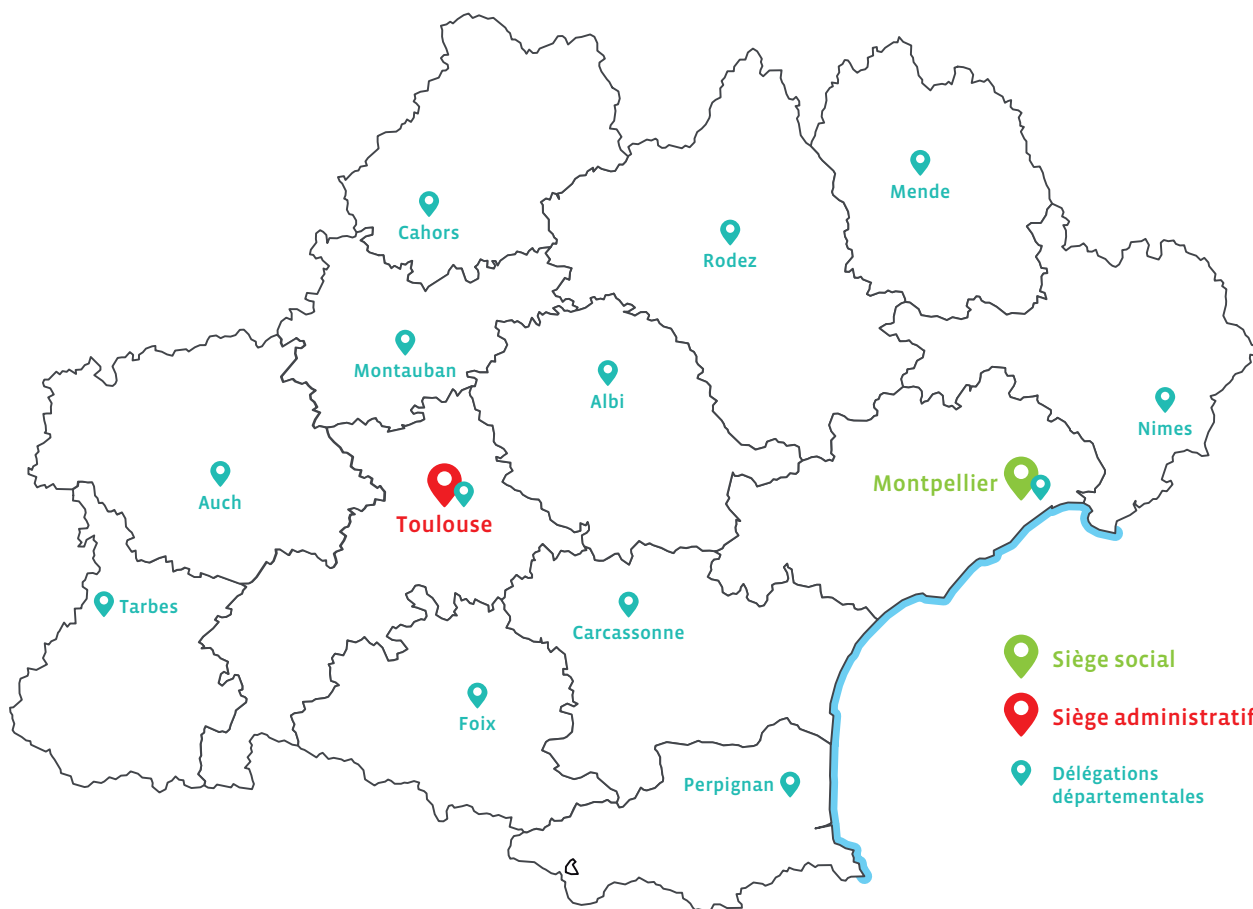 Mende
Cahors
Rodez
Montauban
Albi
Nimes
Montpellier
Auch
Toulouse
Tarbes
Carcassonne
Foix
Perpignan
Siège social
Siège administratif
Délégations
départementales